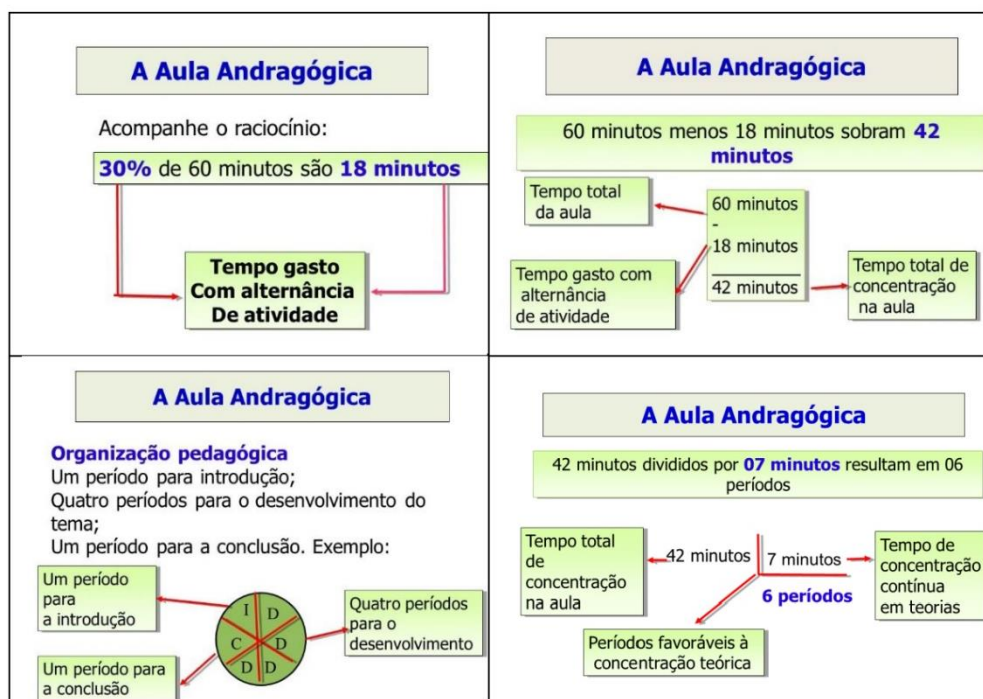 A Aula Andragógica
Acompanhe o raciocínio:
30% de 60 minutos são 18 minutos
Tempo gasto
Com alternância
De atividade
A Aula Andragógica
60 minutos menos 18 minutos sobram 42
minutos
Tempo total
da aula
60 minutos
-
18 minutos
42 minutos
Tempo gasto com
alternância
de atividade
Tempo total de
concentração
na aula
A Aula Andragógica
Organização pedagógica
Um período para introdução;
Quatro períodos para o desenvolvimento do
tema;
Um período para a conclusão. Exemplo:
Um período
para
a introdução
I D
C D
D D
Quatro períodos
para o
desenvolvimento
Um período para
a conclusão
A Aula Andragógica
42 minutos divididos por 07 minutos resultam em 06
períodos
Tempo total
de
concentração
na aula
42 minutos
7 minutos
6 períodos
Tempo de
concentração
contínua
em teorias
Períodos favoráveis à
concentração teórica